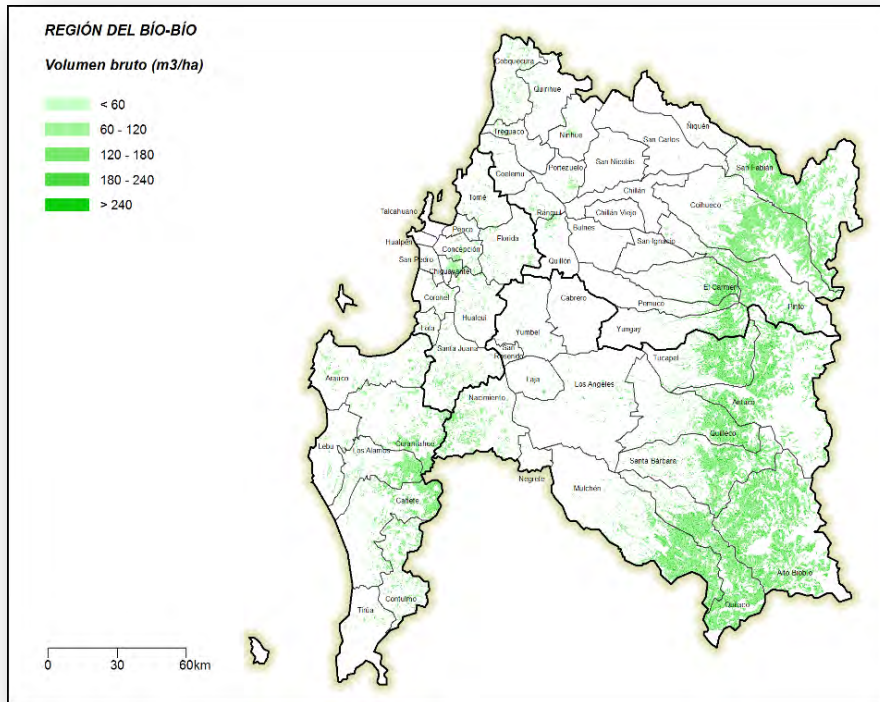 REGIÓN DEL BÍO-BÍO
Volumen bruto (m3/ha)
< 60
60 - 120
120 - 180
180 - 240
> 240
Cobquecura
Quirihue
Ñiquén
Treguaco
Ninhue
San Carlos
San Nicolás
San Fabián
Portezuelo
Coelemu
Chillán
Coihueco
Tomé
Talcahuano
Ránquil
Chillán Viejo
Penco
Bulnes
Hualpén
Concepción
Florida
San Ignacio
San Pedro
Quillón
Chiguayante
El Carmen
Coronel
Cabrero
Pemuco
Pinto
Hualqui
Lota
Yumbel
Yungay
Santa Juana
San
Rosendo
Tucapel
Arauco
Laja
Los Angeles
Nacimiento
Antuco
Quilleco
Lebu
Los Alamos
Curanilahue
Santa Bárbara
Negrete
Mulchén
Cañete
Alto Biobío
Contulmo
Quilaco
Tirúa
0
30
60km